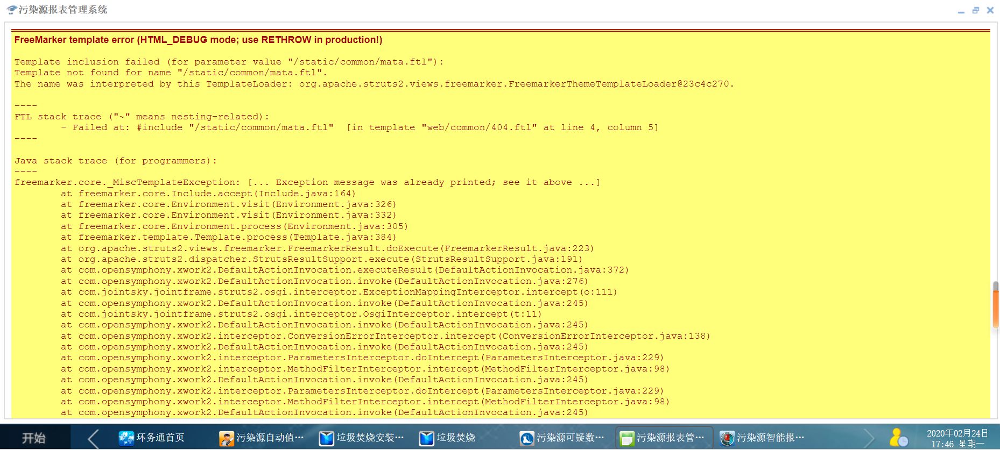 污染源报表管理系统
FreeMarker template error (HTML_DEBUG mode; use RETHROW in production!)
Template inclusion failed (for parameter value "/static/common/mata.ftl"):
Template not found for name "/static/common/mata.ftl".
The name was interpreted by this TemplateLoader: org.apache.struts2.views.freemarker.FreemarkerThemeTemplateLoader@23c4c270.
----
FTL stack trace ("~" means nesting-related):
- Failed at: #include "/static/common/mata.ftl"  [in template "web/common/404.ftl" at line 4, column 5]
----
Java stack trace (for programmers):
----
freemarker.core._MiscTemplateException: [... Exception message was already printed; see it above ...]
at freemarker.core.Include.accept(Include.java:164)
at freemarker.core.Environment.visit(Environment.java:326)
at freemarker.core.Environment.visit(Environment.java:332)
at freemarker.core.Environment.process(Environment.java:305)
at freemarker.template.Template.process(Template.java:384)
at org.apache.struts2.views.freemarker.FreemarkerResult.doExecute(FreemarkerResult.java:223)
at org.apache.struts2.dispatcher.StrutsResultSupport.execute(StrutsResultSupport.java:191)
at com.opensymphony.xwork2.DefaultActionInvocation.executeResult(DefaultActionInvocation.java:372)
at com.opensymphony.xwork2.DefaultActionInvocation.invoke(DefaultActionInvocation.java:276)
at com.jointsky.jointframe.struts2.osgi.interceptor.ExceptionMappingInterceptor.intercept(o:111)
at com.opensymphony.xwork2.DefaultActionInvocation.invoke(DefaultActionInvocation.java:245)
at com.jointsky.jointframe.struts2.osgi.interceptor.OsgiInterceptor.intercept(t:11)
at com.opensymphony.xwork2.DefaultActionInvocation.invoke(DefaultActionInvocation.java:245)
at com.opensymphony.xwork2.interceptor.ConversionErrorInterceptor.intercept(ConversionErrorInterceptor.java:138)
at com.opensymphony.xwork2.DefaultActionInvocation.invoke(DefaultActionInvocation.java:245)
at com.opensymphony.xwork2.interceptor.ParametersInterceptor.doIntercept(ParametersInterceptor.java:229)
at com.opensymphony.xwork2.interceptor.MethodFilterInterceptor.intercept(MethodFilterInterceptor.java:98)
at com.opensymphony.xwork2.DefaultActionInvocation.invoke(DefaultActionInvocation.java:245)
at com.opensymphony.xwork2.interceptor.ParametersInterceptor.doIntercept(ParametersInterceptor.java:229)
at com.opensymphony.xwork2.interceptor.MethodFilterInterceptor.intercept(MethodFilterInterceptor.java:98)
at com.opensymphony.xwork2.DefaultActionInvocation.invoke(DefaultActionInvocation.java:245)
开始
环务通首页
污染源自动值…
垃圾焚烧安装…
垃圾焚烧
污染源可疑数…
污染源报表管…
污染源智能报…
2020年02月24日
17:46 星期一